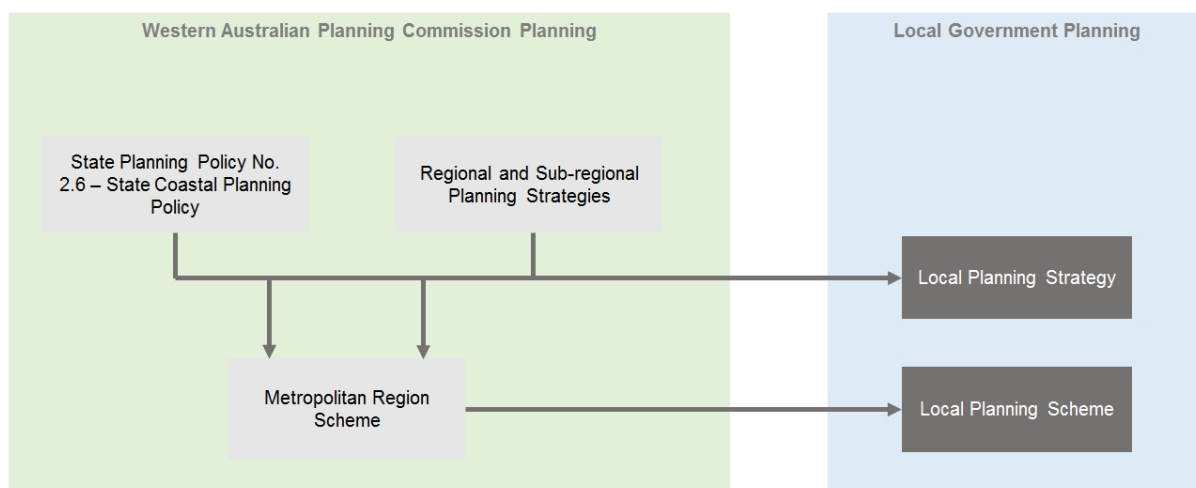 Western Australian Planning Commission Planning
Local Government Planning
State Planning Policy No.
2.6 – State Coastal Planning
Policy
Regional and Sub-regional
Planning Strategies
Local Planning Strategy
Metropolitan Region
Scheme
Local Planning Scheme